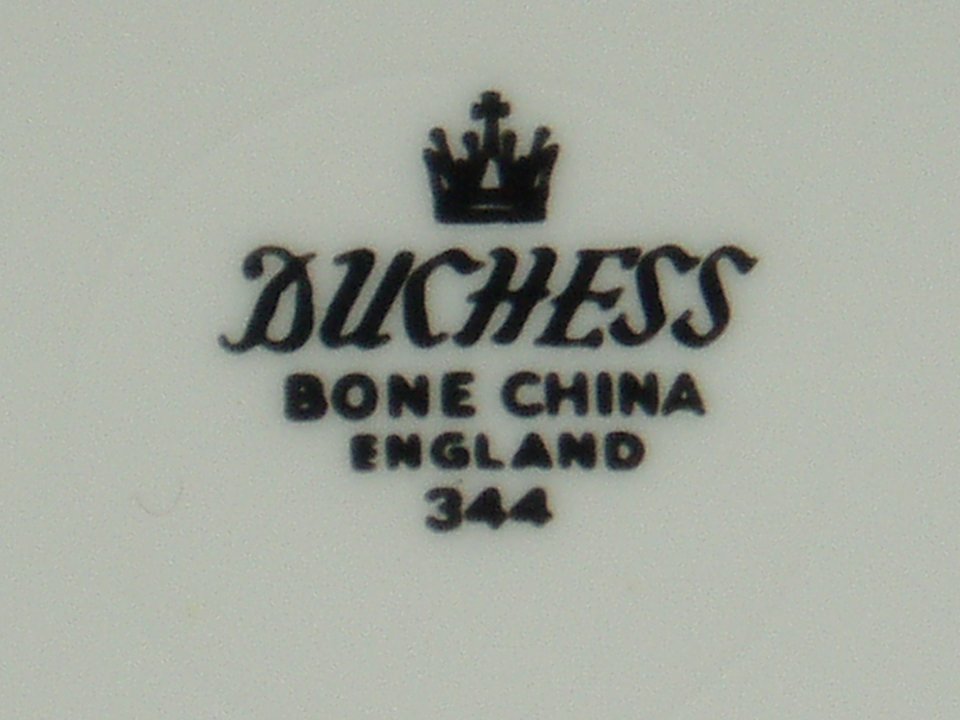 DUCHESS
BONE CHINA
ENGLAND
344